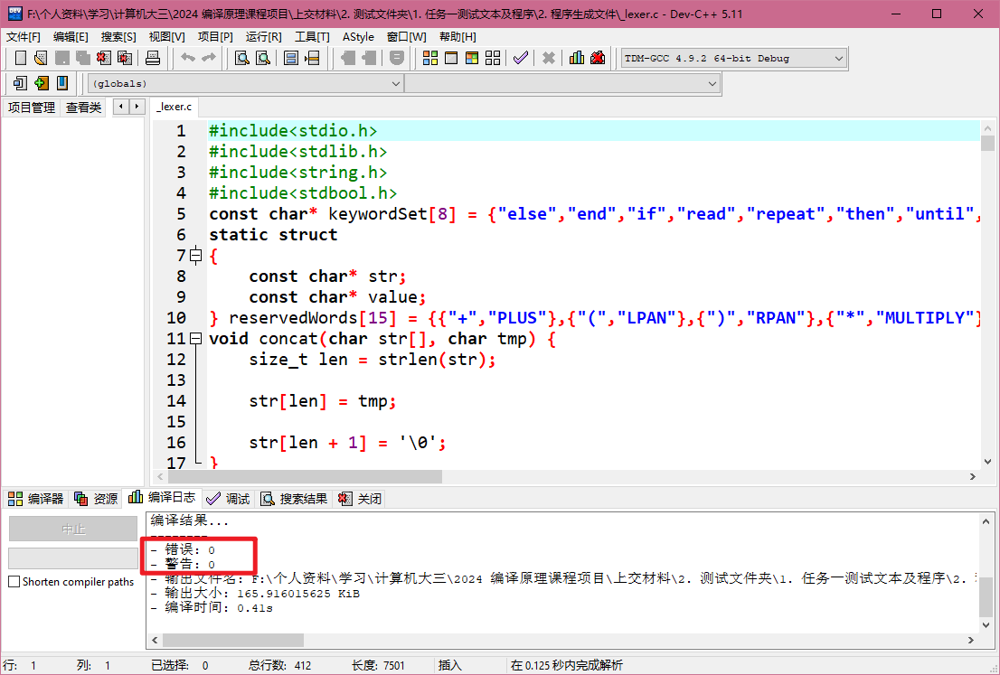 F:\个人资料\学习\计算机大三\2024 编译原理课程项目\上交材料\2. 测试文件夹\1. 任务一测试文本及程序\2. 程序生成文件\_lexer.c - Dev-C++ 5.11
文件[F] 编辑[E] 搜索[S] 视图[V] 项目[P] 运行[R] 工具[T] AStyle 窗口[W] 帮助[H]
TDM-GCC 4.9.2 64-bit Debug
(globals)
项目管理 查看类 _lexer.c
1 #include<stdio.h>
2 #include<stdlib.h>
3 #include<string.h>
4 #include<stdbool.h>
5 const char* keywordSet[8] = {"else","end","if","read","repeat","then","until",
6 static struct
7 {
8 const char* str;
9 const char* value;
10 } reservedWords[15] = {{"+","PLUS"},{"(","LPAN"},{")","RPAN"},{"*","MULTIPLY"}
11 void concat(char str[], char tmp) {
12 size_t len = strlen(str);
13
14 str[len] = tmp;
15
16 str[len + 1] = '\0';
17 }
编译器 资源 编译日志 调试 搜索结果 关闭
中止
Shorten compiler paths
编译结果...
--------
- 错误: 0
- 警告: 0
- 输出文件名: F:\个人资料\学习\计算机大三\2024 编译原理课程项目\上交材料\2. 测试文件夹\1. 任务一测试文本及程序\2.
- 输出大小: 165.916015625 KiB
- 编译时间: 0.41s
行: 1 列: 1 已选择: 0 总行数: 412 长度: 7501 插入 在 0.125 秒内完成解析